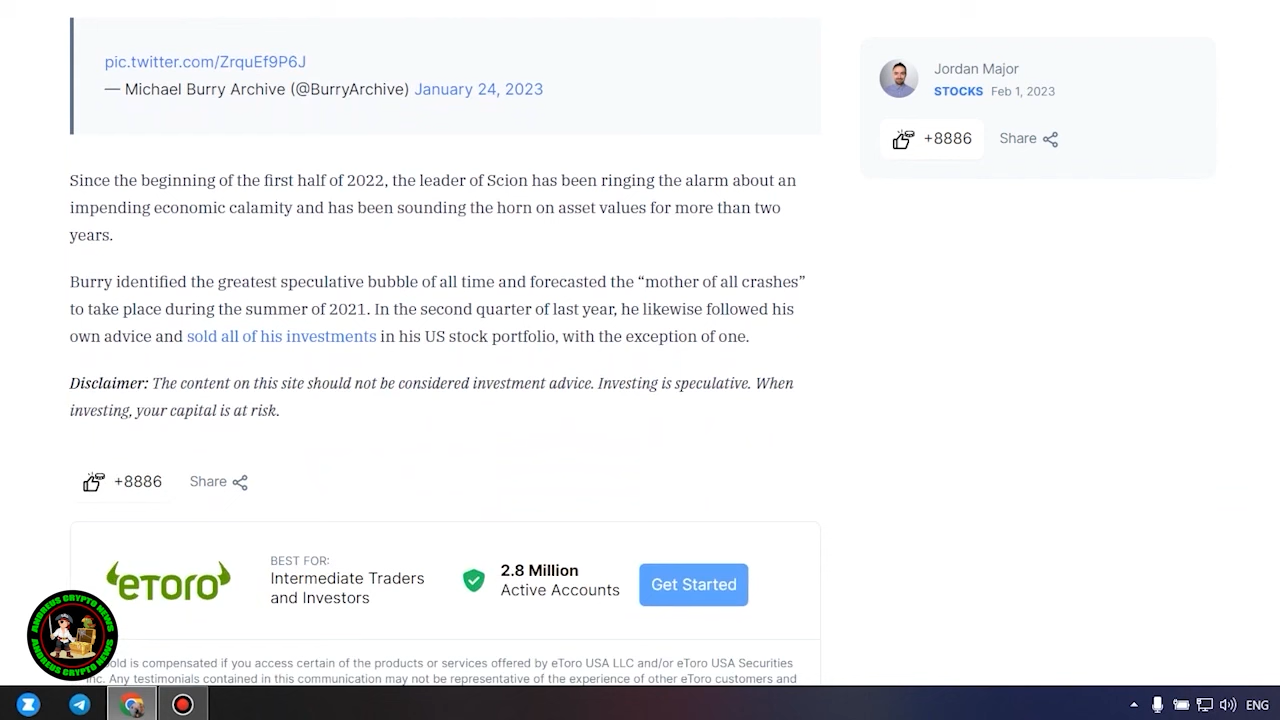 pic.twitter.com/ZrquEf9P6J
— Michael Burry Archive (@BurryArchive) January 24, 2023
Since the beginning of the first half of 2022, the leader of Scion has been ringing the alarm about an
impending economic calamity and has been sounding the horn on asset values for more than two
years.
Burry identified the greatest speculative bubble of all time and forecasted the “mother of all crashes”
to take place during the summer of 2021. In the second quarter of last year, he likewise followed his
own advice and sold all of his investments in his US stock portfolio, with the exception of one.
Disclaimer: The content on this site should not be considered investment advice. Investing is speculative. When
investing, your capital is at risk.
+8886 Share
eToro
BEST FOR:
Intermediate Traders
and Investors
2.8 Million
Active Accounts
Get Started
is compensated if you access certain of the products or services offered by eToro USA LLC and/or eToro USA Securities
Inc. Any testimonials contained in this communication may not be representative of the experience of other eToro customers and
Jordan Major
STOCKS Feb 1, 2023
+8886 Share
ANDREUS CRYPTO NEWS
ANDREUS CRYPTO NEWS
ENG